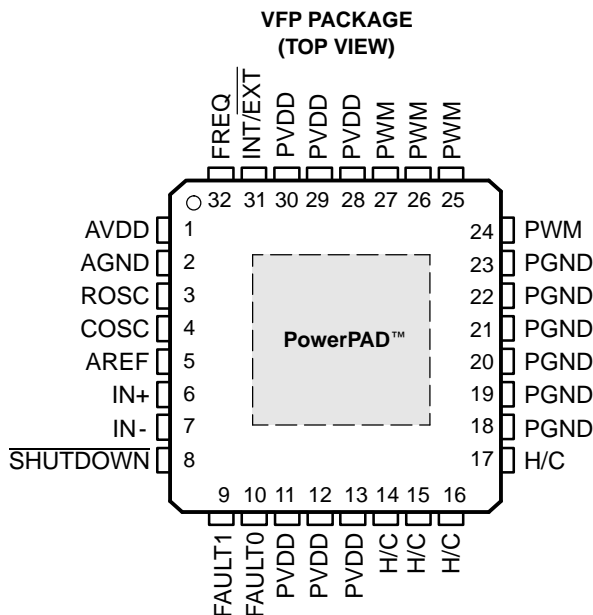 VFP PACKAGE
(TOP VIEW)
FREQ
INT/EXT
PVDD
PVDD
PVDD
PWM
PWM
PWM
32 31 30 29 28 27 26 25
AVDD 1
AGND 2
ROSC 3
COSC 4
AREF 5
IN+ 6
IN- 7
SHUTDOWN 8
PowerPAD™
24 PWM
23 PGND
22 PGND
21 PGND
20 PGND
19 PGND
18 PGND
17 H/C
9 10 11 12 13 14 15 16
FAULT1
FAULT0
PVDD
PVDD
PVDD
H/C
H/C
H/C